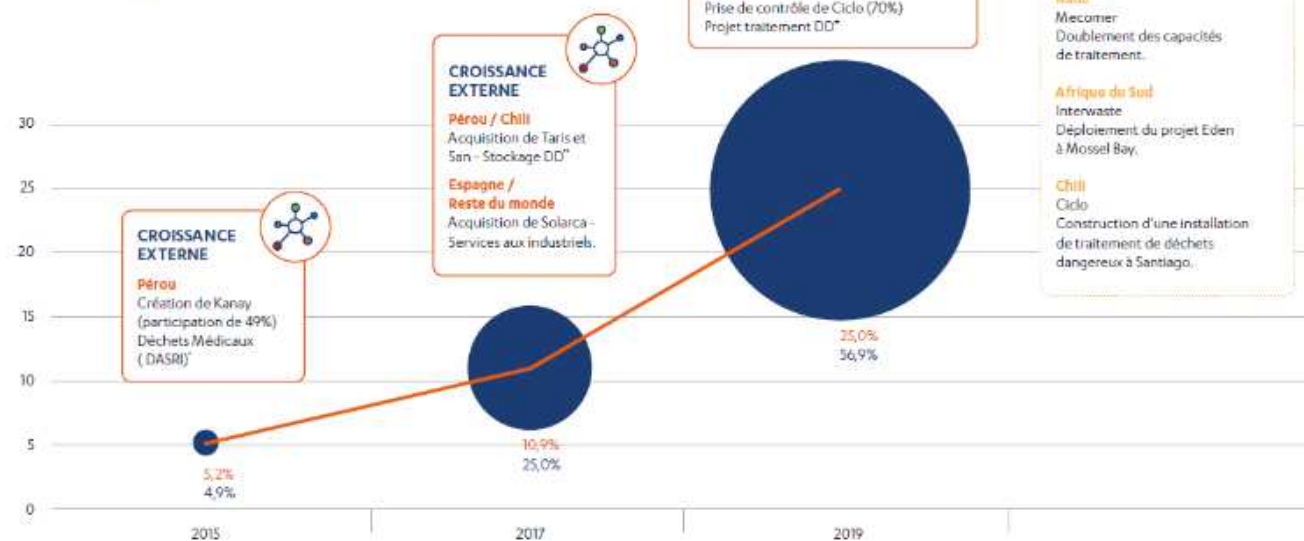 Prise de contrôle de Ciclo (70%)
Projet traitement DD**
CROISSANCE
EXTERNE
Pérou / Chili
Acquisition de Taris et
San - Stockage DD**
Espagne /
Reste du monde
Acquisition de Solarca -
Services aux industriels.
CROISSANCE
EXTERNE
Pérou
Création de Kanay
(participation de 49%)
Déchets Médicaux
( DASRI)*
Mecomer
Doublement des capacités
de traitement.
Afrique du Sud
Interwaste
Déploiement du projet Eden
à Mossel Bay.
Chili
Ciclo
Construction d'une installation
de traitement de déchets
dangereux à Santiago.
30
25
20
15
10
5
0
5,2%
4,9%
10,9%
25,0%
25,0%
56,9%
2015
2017
2019